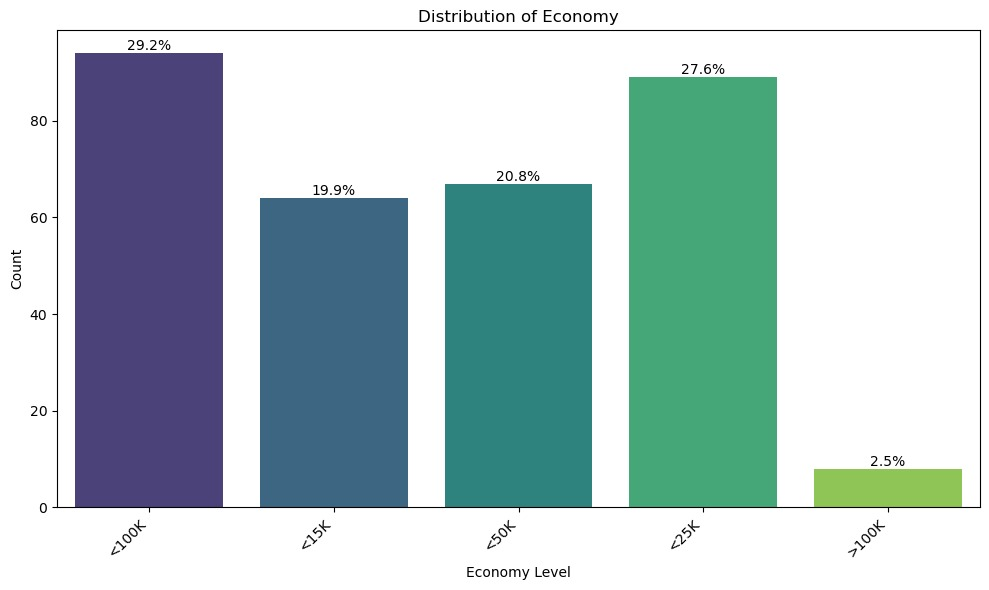 Distribution of Economy
29.2%
19.9%
20.8%
27.6%
2.5%
Count
80
60
40
20
0
<100K
<15K
<50K
<25K
>100K
Economy Level